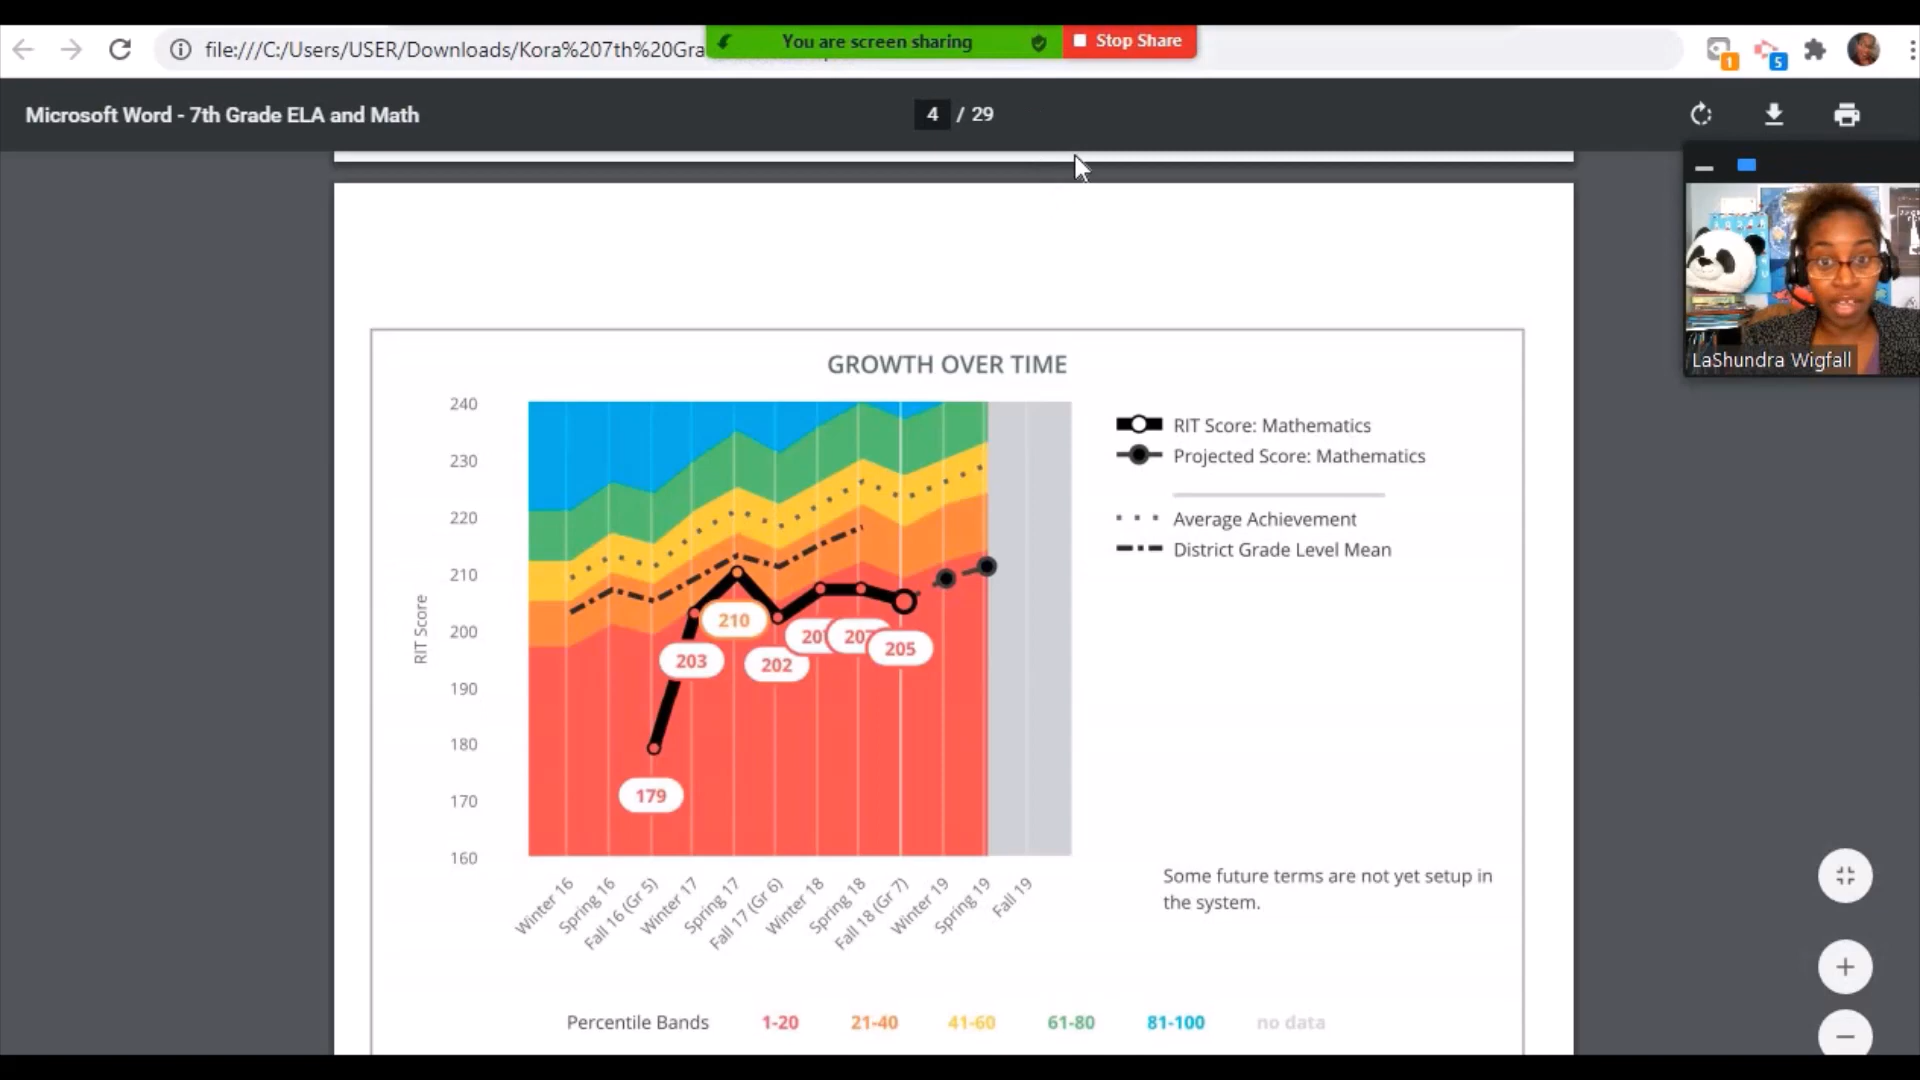 file:///C:/Users/USER/Downloads/Kora%207th%20Gra
You are screen sharing
Stop Share
1
5
Microsoft Word - 7th Grade ELA and Math
4 / 29
LaShundra Wigfall
GROWTH OVER TIME
240
230
220
210
200
190
180
170
160
RIT Score
179
203
210
202
207
205
RIT Score: Mathematics
Projected Score: Mathematics
Average Achievement
District Grade Level Mean
Some future terms are not yet setup in
the system.
Winter 16
Spring 16
Fall 16 (Gr 5)
Winter 17
Spring 17
Fall 17 (Gr 6)
Winter 18
Spring 18
Fall 18 (Gr 7)
Winter 19
Spring 19
Fall 19
Percentile Bands 1-20 21-40 41-60 61-80 81-100 no data